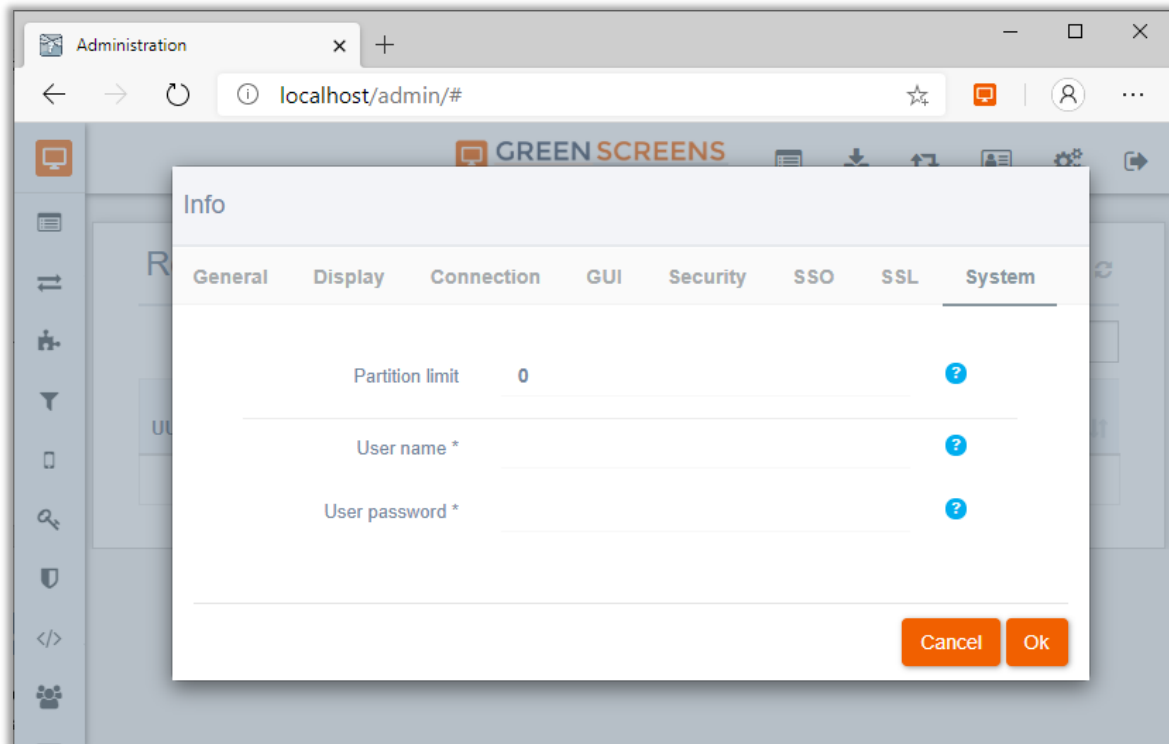 Administration
localhost/admin/#
GREEN SCREENS
Info
General Display Connection GUI Security SSO SSL System
Partition limit 0
User name *
User password *
Cancel Ok